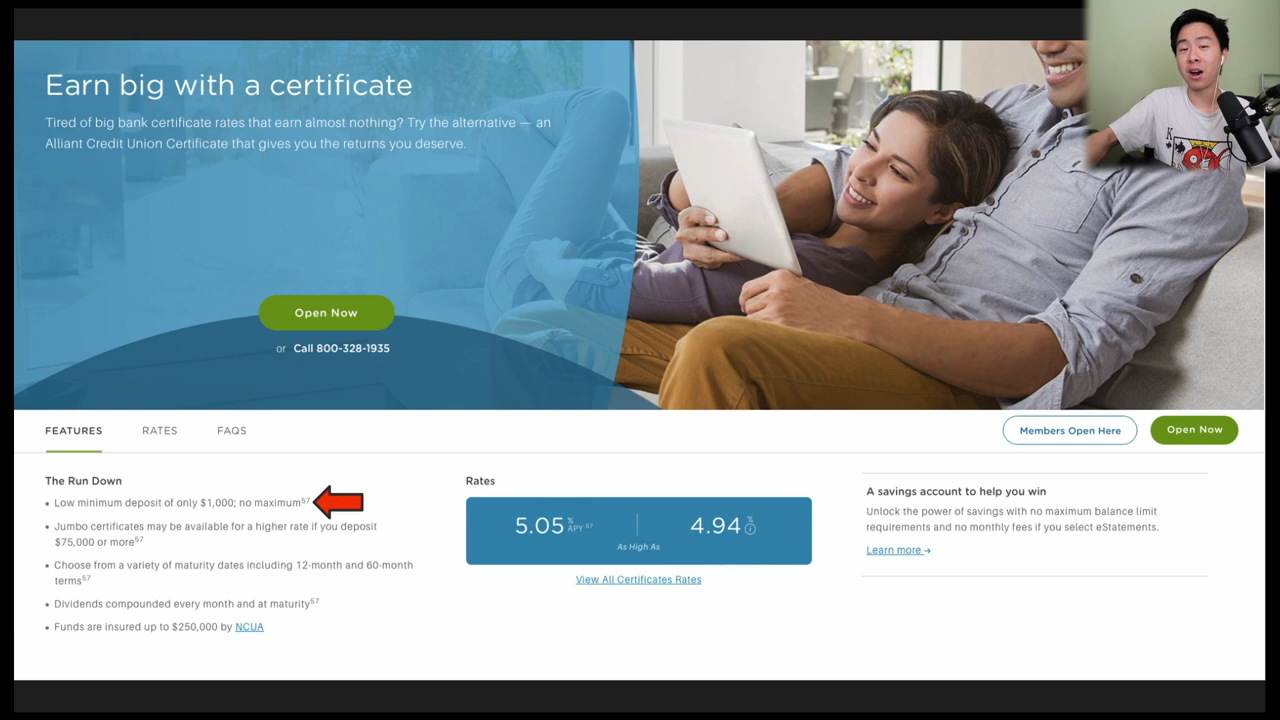 Earn big with a certificate
Tired of big bank certificate rates that earn almost nothing? Try the alternative — an
Alliant Credit Union Certificate that gives you the returns you deserve.
Open Now
or Call 800-328-1935
FEATURES RATES FAQS
Members Open Here
Open Now
The Run Down
• Low minimum deposit of only $1,000; no maximum57
• Jumbo certificates may be available for a higher rate if you deposit
$75,000 or more57
• Choose from a variety of maturity dates including 12-month and 60-month
terms57
• Dividends compounded every month and at maturity57
• Funds are insured up to $250,000 by NCUA
Rates
5.05 % APY 57 4.94 %
As High As
View All Certificates Rates
A savings account to help you win
Unlock the power of savings with no maximum balance limit
requirements and no monthly fees if you select eStatements.
Learn more →
K